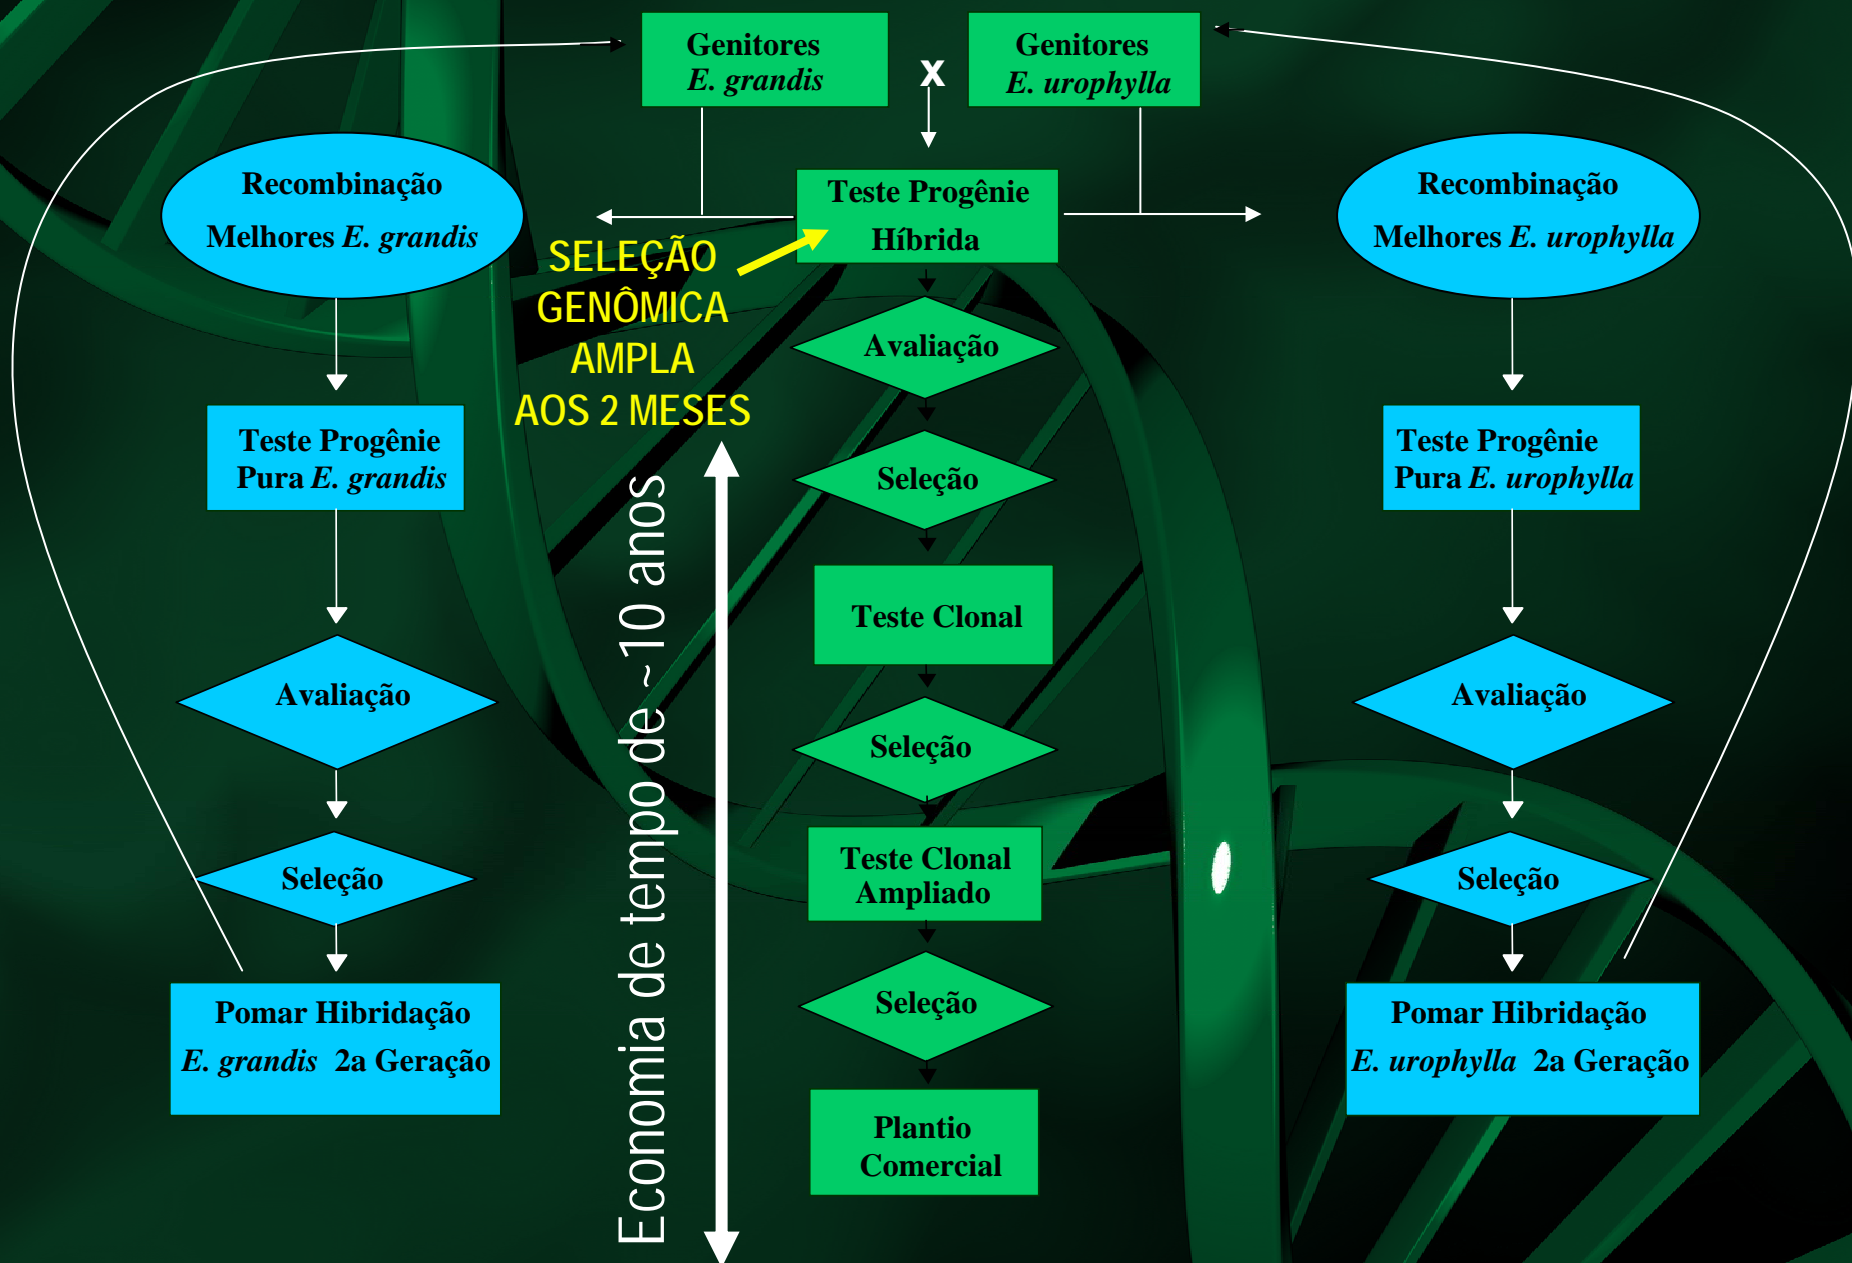 Genitores
E. grandis
x
Genitores
E. urophylla
Recombinação
Melhores E. grandis
Teste Progênie
Híbrida
Recombinação
Melhores E. urophylla
SELEÇÃO
GENÔMICA
AMPLA
AOS 2 MESES
Avaliação
Seleção
Teste Clonal
Seleção
Teste Clonal
Ampliado
Seleção
Plantio
Comercial
Economia de tempo de ~10 anos
Teste Progênie
Pura E. grandis
Avaliação
Seleção
Pomar Hibridação
E. grandis 2a Geração
Teste Progênie
Pura E. urophylla
Avaliação
Seleção
Pomar Hibridação
E. urophylla 2a Geração